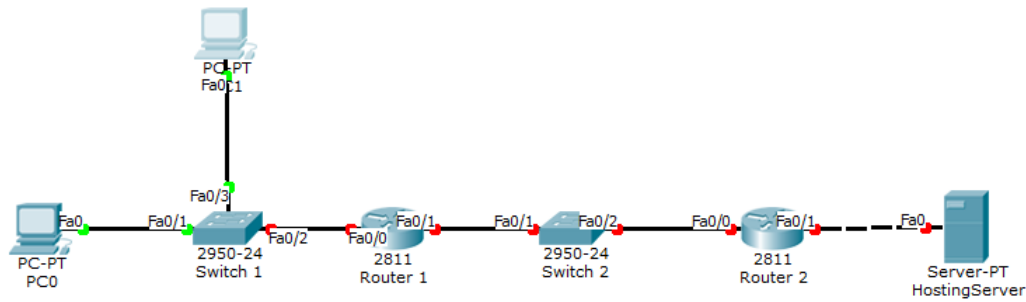 PC-PT
Fa0
Fa0/3
Fa0
PC-PT
PC0
Fa0/1
2950-24
Switch 1
Fa0/2
Fa0/0
Fa0/1
2811
Router 1
Fa0/1
2950-24
Switch 2
Fa0/2
Fa0/0
Fa0/1
2811
Router 2
Fa0
Server-PT
HostingServer